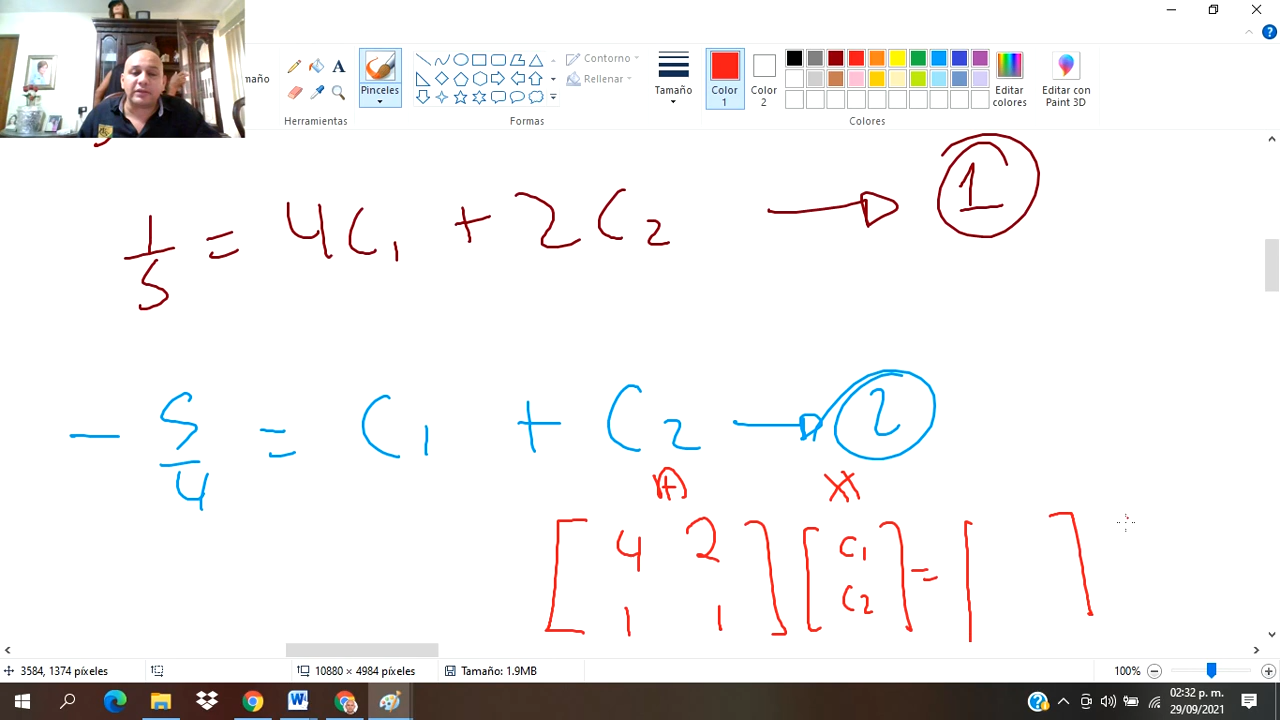 maño
Herramientas
Pinceles
Contorno
Rellenar
Formas
Tamaño
Color 1
Color 2
Editar colores
Editar con Paint 3D
Colores
1/5 = 4C₁ + 2C₂ → 1
- 5/4 = C₁ + C₂ → 2
A X
[4 2] [C₁] = [ ]
[1 1] [C₂]
3584, 1374 píxeles
10880 × 4984 píxeles
Tamaño: 1.9MB
100%
02:32 p. m.
29/09/2021